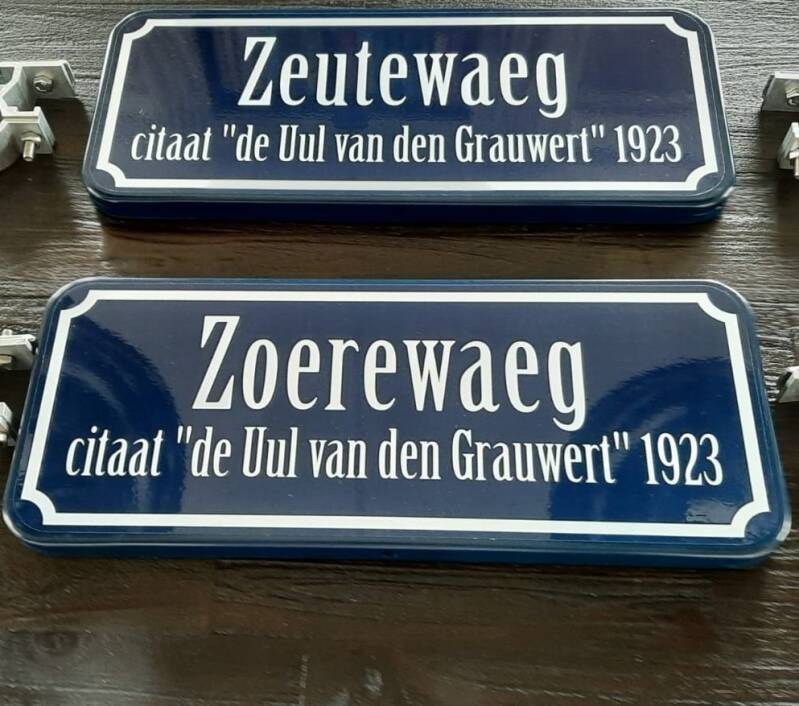 Zeutewaeg
citaat "de Uul van den Grauwert" 1923
Zoerewaeg
citaat "de Uul van den Grauwert" 1923